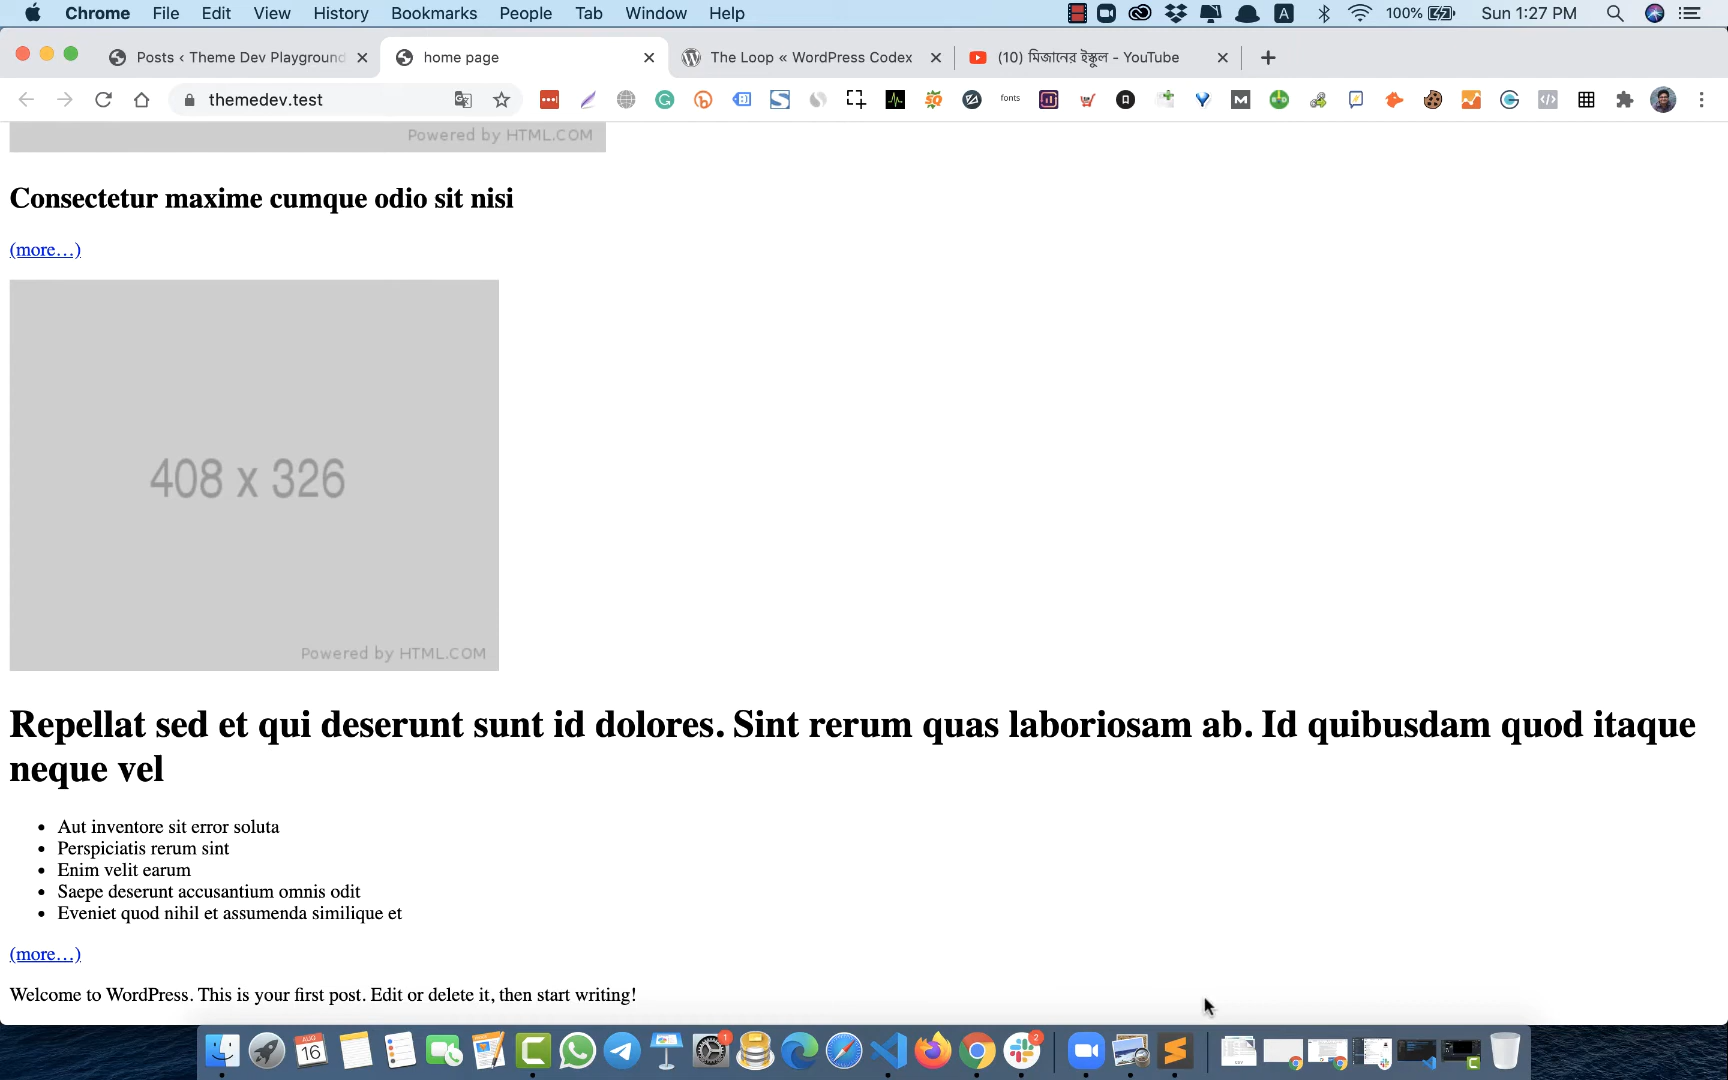 Chrome File Edit View History Bookmarks People Tab Window Help
A 100% Sun 1:27 PM
Posts ‹ Theme Dev Playground
home page
The Loop « WordPress Codex
(10) মিজানের ইস্কুল - YouTube
themedev.test
fonts
Powered by HTML.COM
Consectetur maxime cumque odio sit nisi
(more…)
408 x 326
Powered by HTML.COM
Repellat sed et qui deserunt sunt id dolores. Sint rerum quas laboriosam ab. Id quibusdam quod itaque
neque vel
Aut inventore sit error soluta
Perspiciatis rerum sint
Enim velit earum
Saepe deserunt accusantium omnis odit
Eveniet quod nihil et assumenda similique et
(more…)
Welcome to WordPress. This is your first post. Edit or delete it, then start writing!
AUG
16
1
2